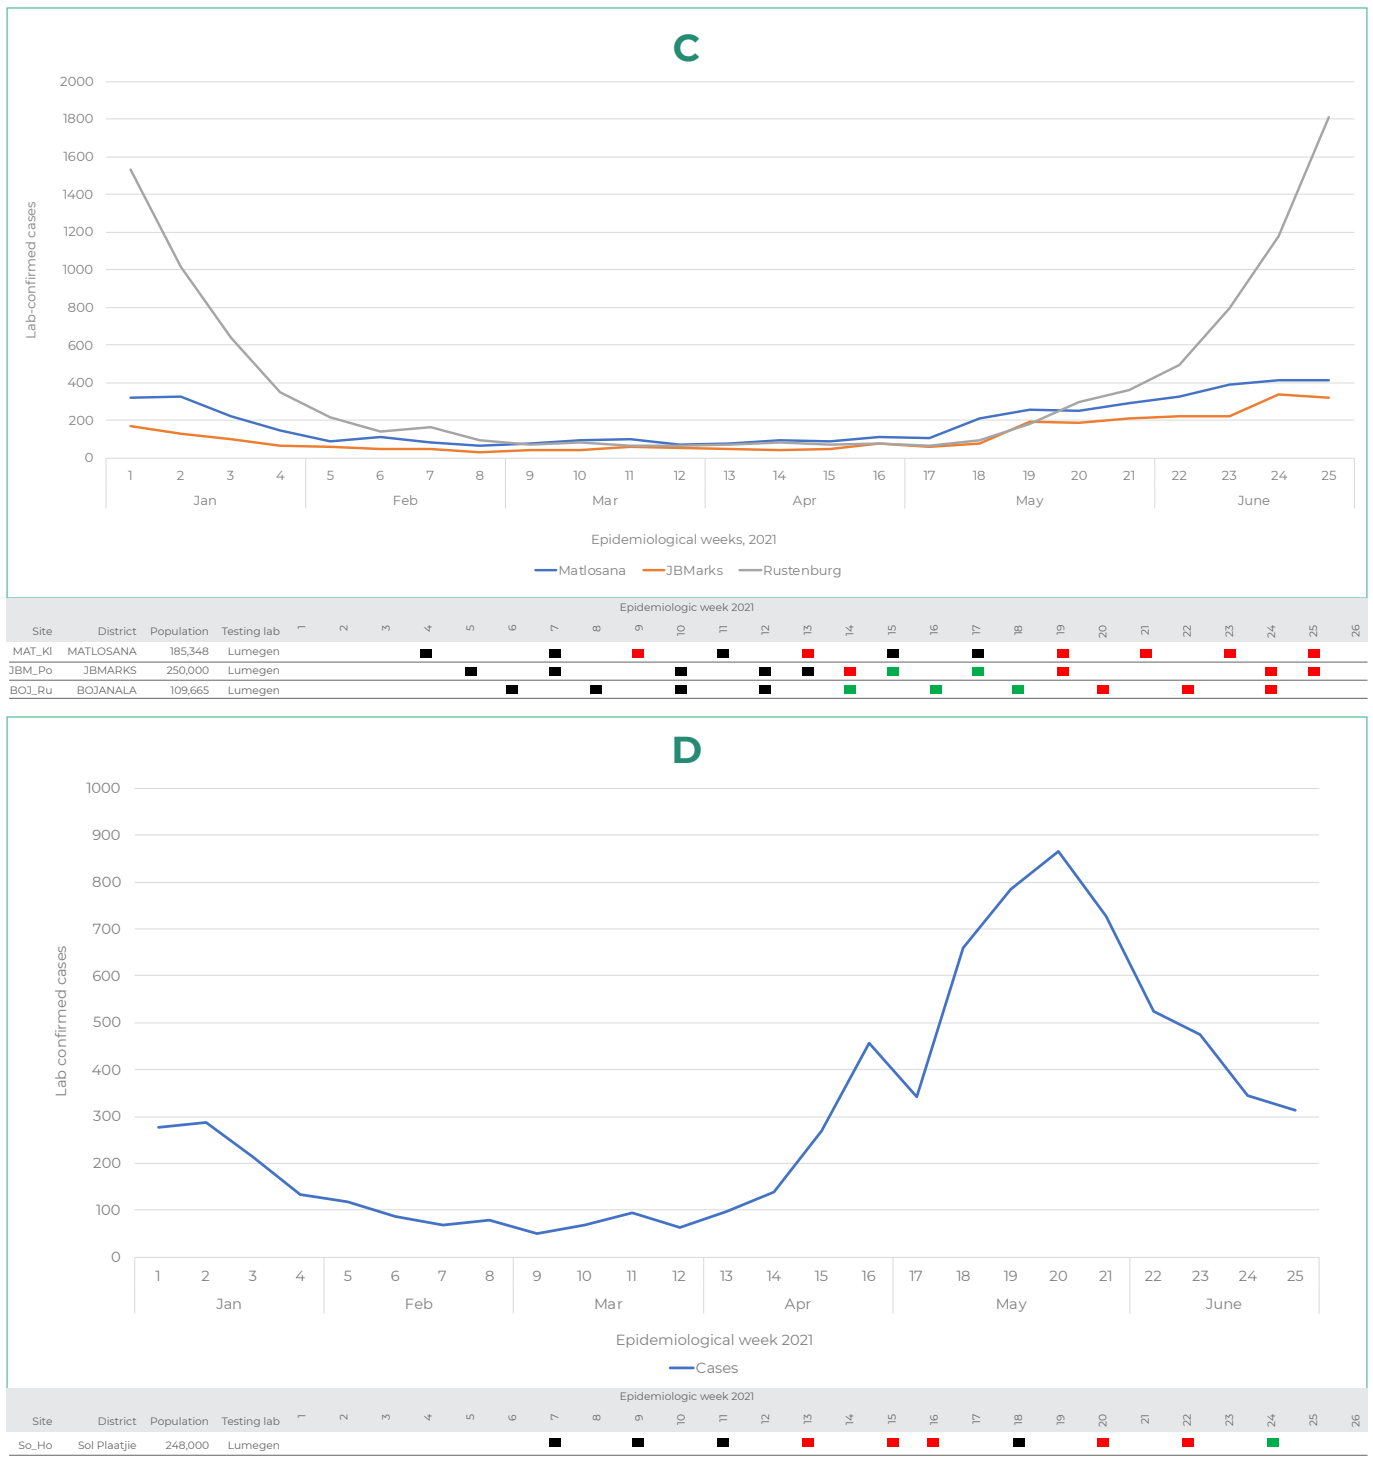 C
2000
1800
1600
1400
1200
1000
800
600
400
200
0
Lab-confirmed cases
1 2 3 4 5 6 7 8 9 10 11 12 13 14 15 16 17 18 19 20 21 22 23 24 25
Jan Feb Mar Apr May June
Epidemiological weeks, 2021
Matlosana JBMarks Rustenburg
Epidemiologic week 2021
Site District Population Testing lab 1 2 3 4 5 6 7 8 9 10 11 12 13 14 15 16 17 18 19 20 21 22 23 24 25 26
MAT_Kl MATLOSANA 185,348 Lumegen
JBM_Po JBMARKS 250,000 Lumegen
BOJ_Ru BOJANALA 109,665 Lumegen
D
1000
900
800
700
600
500
400
300
200
100
0
Lab confirmed cases
1 2 3 4 5 6 7 8 9 10 11 12 13 14 15 16 17 18 19 20 21 22 23 24 25
Jan Feb Mar Apr May June
Epidemiological week 2021
Cases
Epidemiologic week 2021
Site District Population Testing lab 1 2 3 4 5 6 7 8 9 10 11 12 13 14 15 16 17 18 19 20 21 22 23 24 25 26
So_Ho Sol Plaatjie 248,000 Lumegen